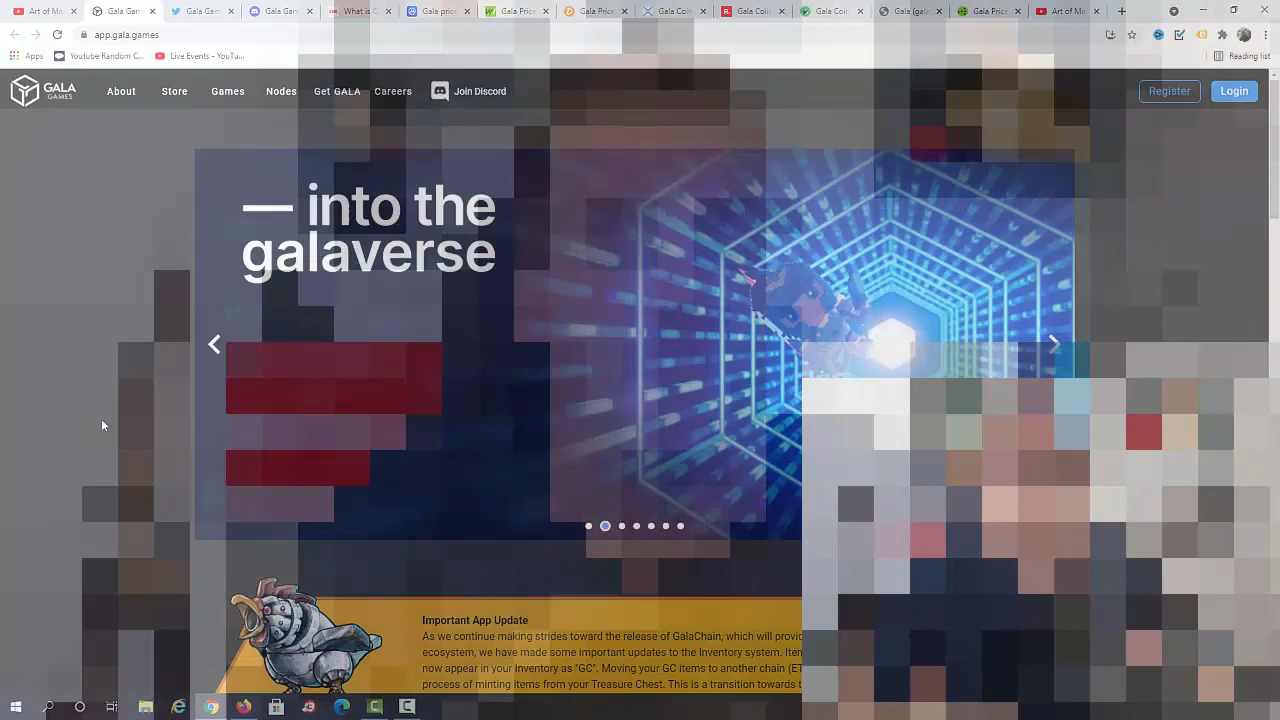 Art of Ma
Gala Gam
Gala Gam
Gala Gam
What is G
Gala price
Gala Price
Gala Price
Gala Coin
Gala Coin
Gala Coin
Gala (gala
Gala Price
Art of Ma
app.gala.games
Apps
Youtube Random C...
Live Events - YouTu...
Reading list
GALA
GAMES
About
Store
Games
Nodes
Get GALA
Careers
Join Discord
Register
Login
— into the
galaverse
Important App Update
As we continue making strides toward the release of GalaChain, which will provid
ecosystem, we have made some important updates to the Inventory system. Item
now appear in your Inventory as "GC". Moving your GC items to another chain (ET
process of minting items from your Treasure Chest. This is a transition towards t